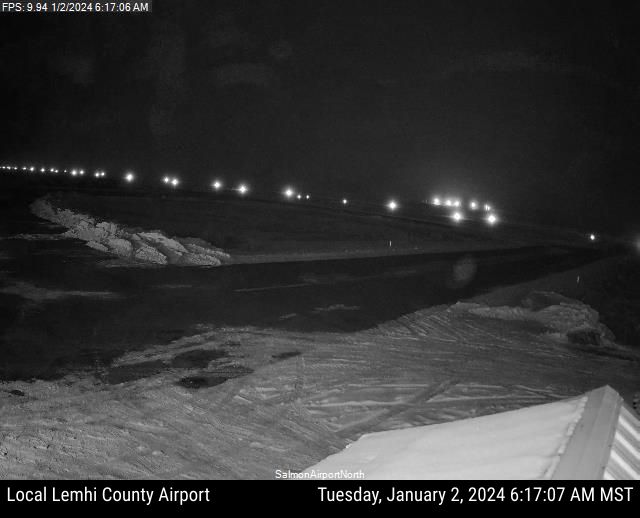 FPS: 9.94 1/2/2024 6:17:06 AM
SalmonAirportNorth
Local Lemhi County Airport
Tuesday, January 2, 2024 6:17:07 AM MST